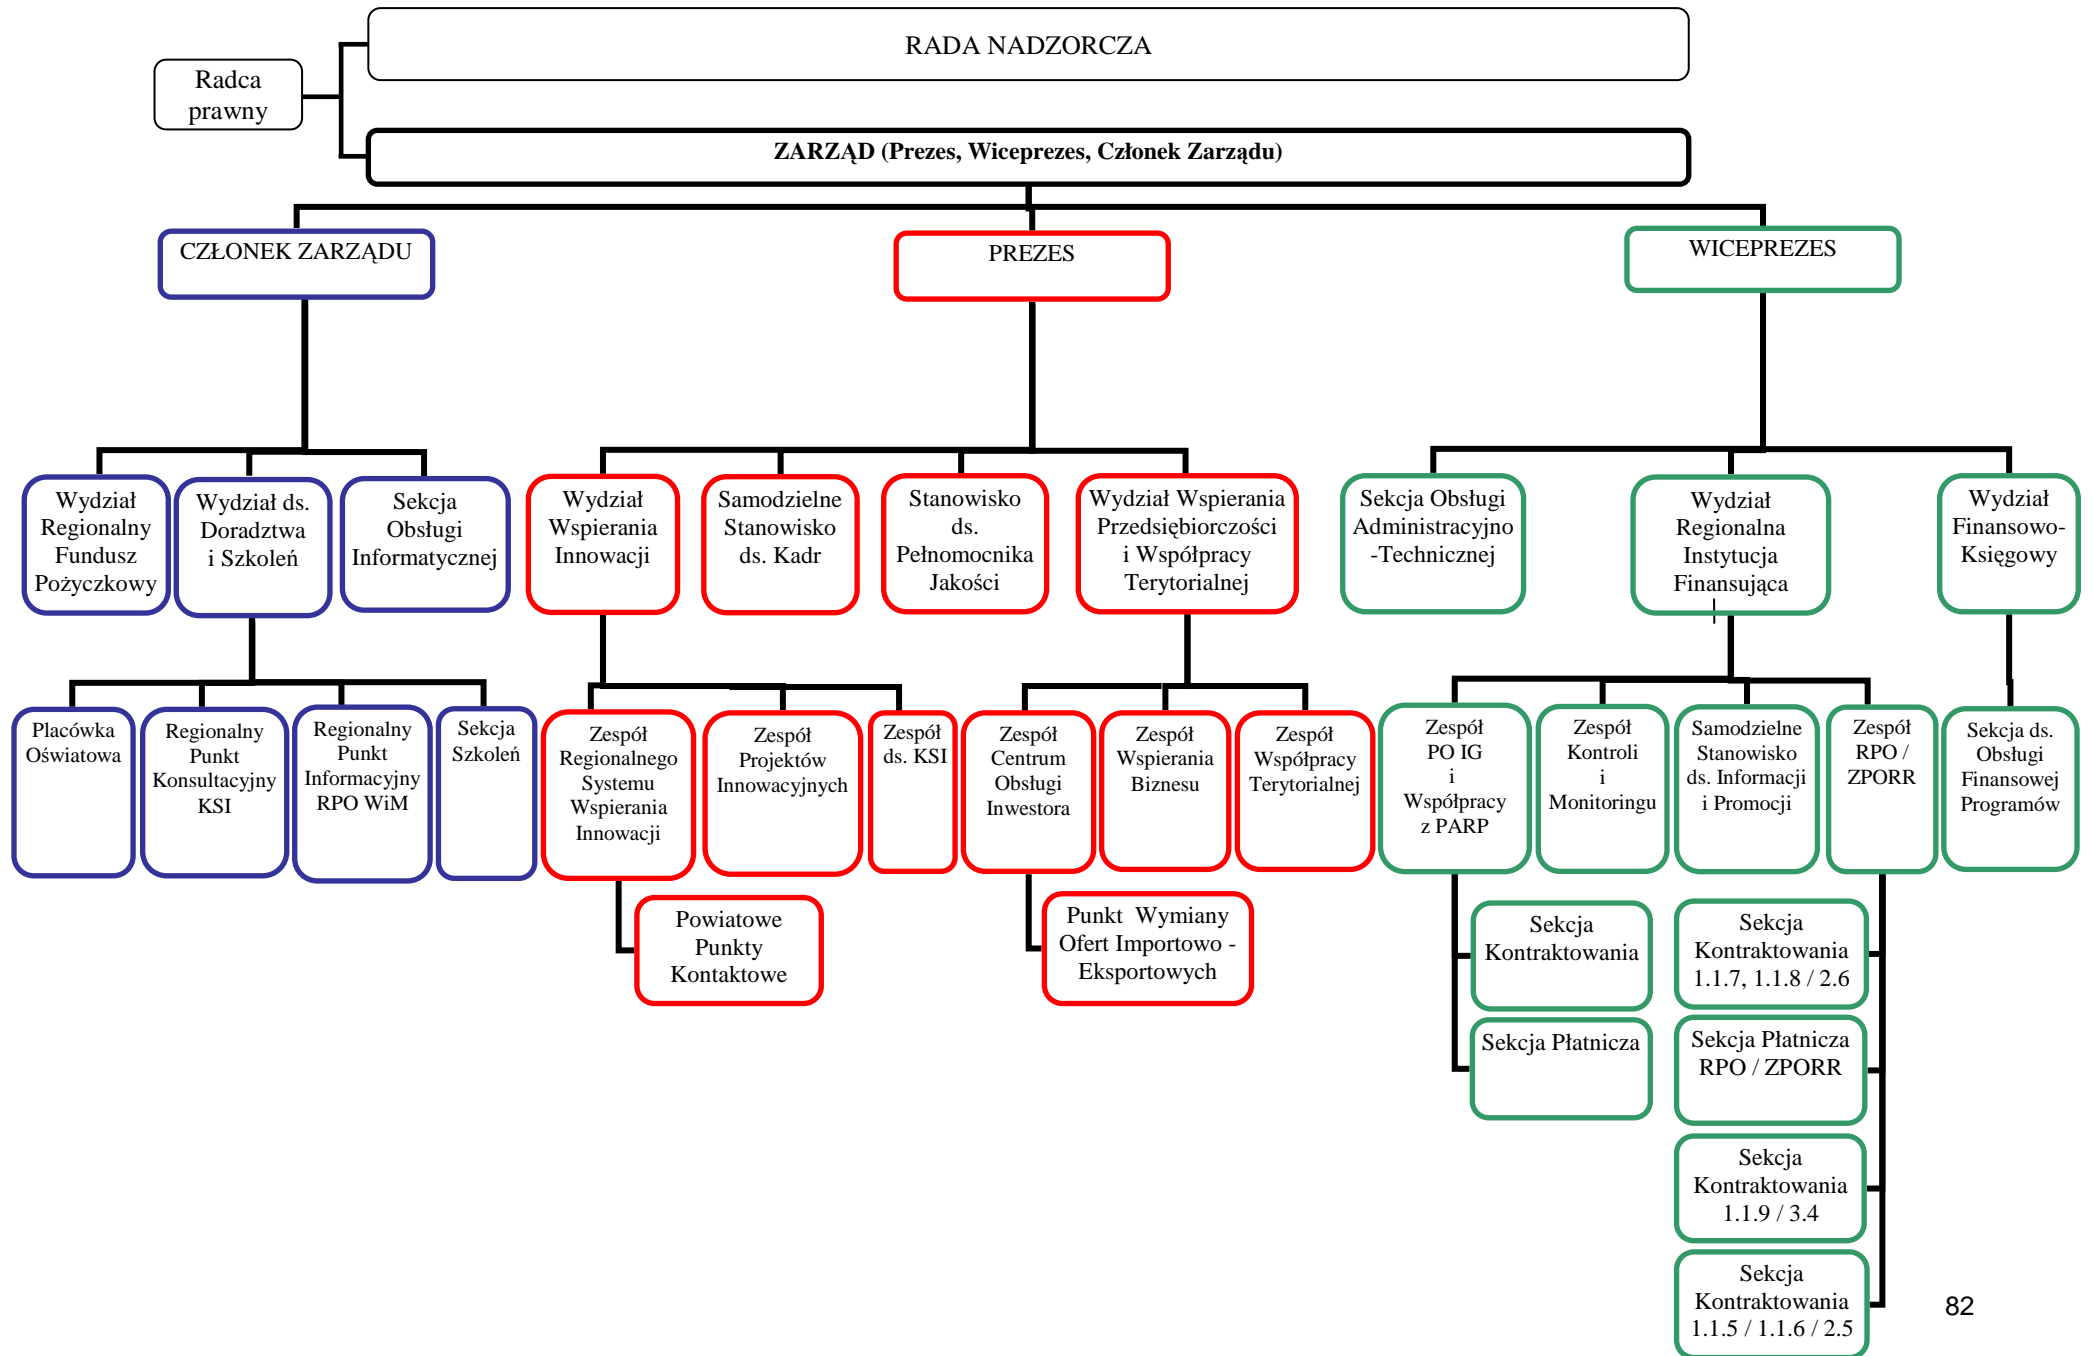 RADA NADZORCZA
Radca
prawny
ZARZĄD (Prezes, Wiceprezes, Członek Zarządu)
CZŁONEK ZARZĄDU
PREZES
WICEPREZES
Wydział
Regionalny
Fundusz
Pożyczkowy
Wydział ds.
Doradztwa
i Szkoleń
Sekcja
Obsługi
Informatycznej
Wydział
Wspierania
Innowacji
Samodzielne
Stanowisko
ds. Kadr
Stanowisko
ds.
Pełnomocnika
Jakości
Wydział Wspierania
Przedsiębiorczości
i Współpracy
Terytorialnej
Sekcja Obsługi
Administracyjno
-Technicznej
Wydział
Regionalna
Instytucja
Finansująca
Wydział
Finansowo-
Księgowy
Placówka
Oświatowa
Regionalny
Punkt
Konsultacyjny
KSI
Regionalny
Punkt
Informacyjny
RPO WiM
Sekcja
Szkoleń
Zespół
Regionalnego
Systemu
Wspierania
Innowacji
Zespół
Projektów
Innowacyjnych
Zespół
ds. KSI
Zespół
Centrum
Obsługi
Inwestora
Zespół
Wspierania
Biznesu
Zespół
Współpracy
Terytorialnej
Zespół
PO IG
i
Współpracy
z PARP
Zespół
Kontroli
i
Monitoringu
Samodzielne
Stanowisko
ds. Informacji
i Promocji
Zespół
RPO /
ZPORR
Sekcja ds.
Obsługi
Finansowej
Programów
Powiatowe
Punkty
Kontaktowe
Punkt  Wymiany
Ofert Importowo -
Eksportowych
Sekcja
Kontraktowania
Sekcja Płatnicza
Sekcja
Kontraktowania
1.1.7, 1.1.8 / 2.6
Sekcja Płatnicza
RPO / ZPORR
Sekcja
Kontraktowania
1.1.9 / 3.4
Sekcja
Kontraktowania
1.1.5 / 1.1.6 / 2.5
82